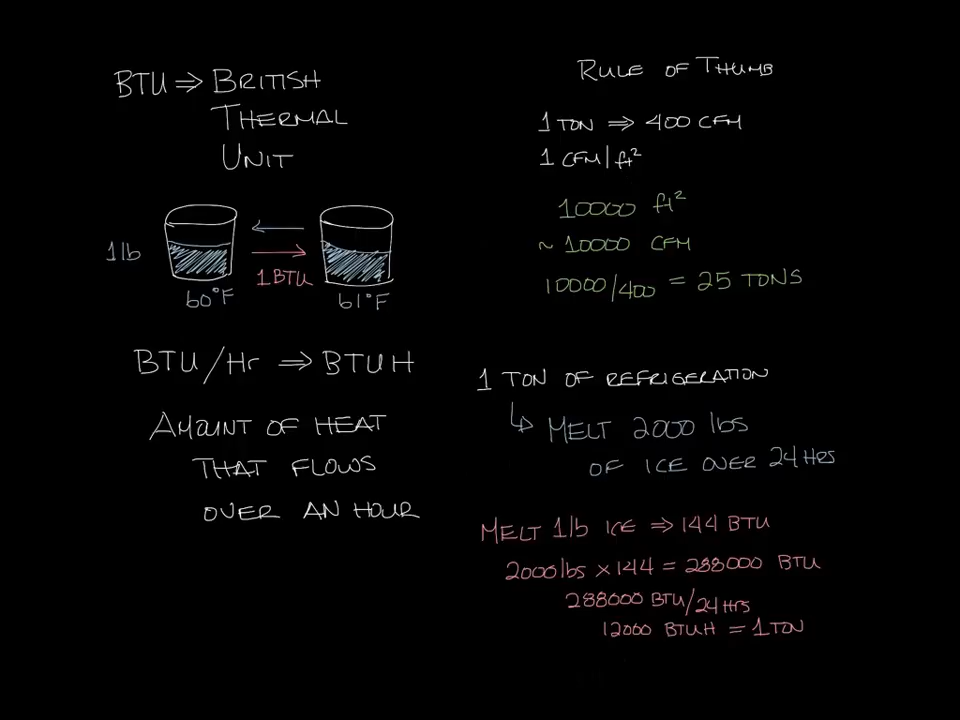 BTU ⇒ BRITISH
THERMAL
UNIT
1lb
1 BTU
60°F
61°F
BTU/Hr ⇒ BTUH
AMOUNT OF HEAT
THAT FLOWS
OVER AN HOUR
RULE OF THUMB
1 TON ⇒ 400 CFM
1 CFM/ft²
10000 ft²
~ 10000 CFM
10000/400 = 25 TONS
1 TON OF REFRIGERATION
MELT 2000 lbs
OF ICE OVER 24 HRS
MELT 1lb ICE ⇒ 144 BTU
2000lbs × 144 = 288000 BTU
288000 BTU/24 HRS
12000 BTUH = 1 TON